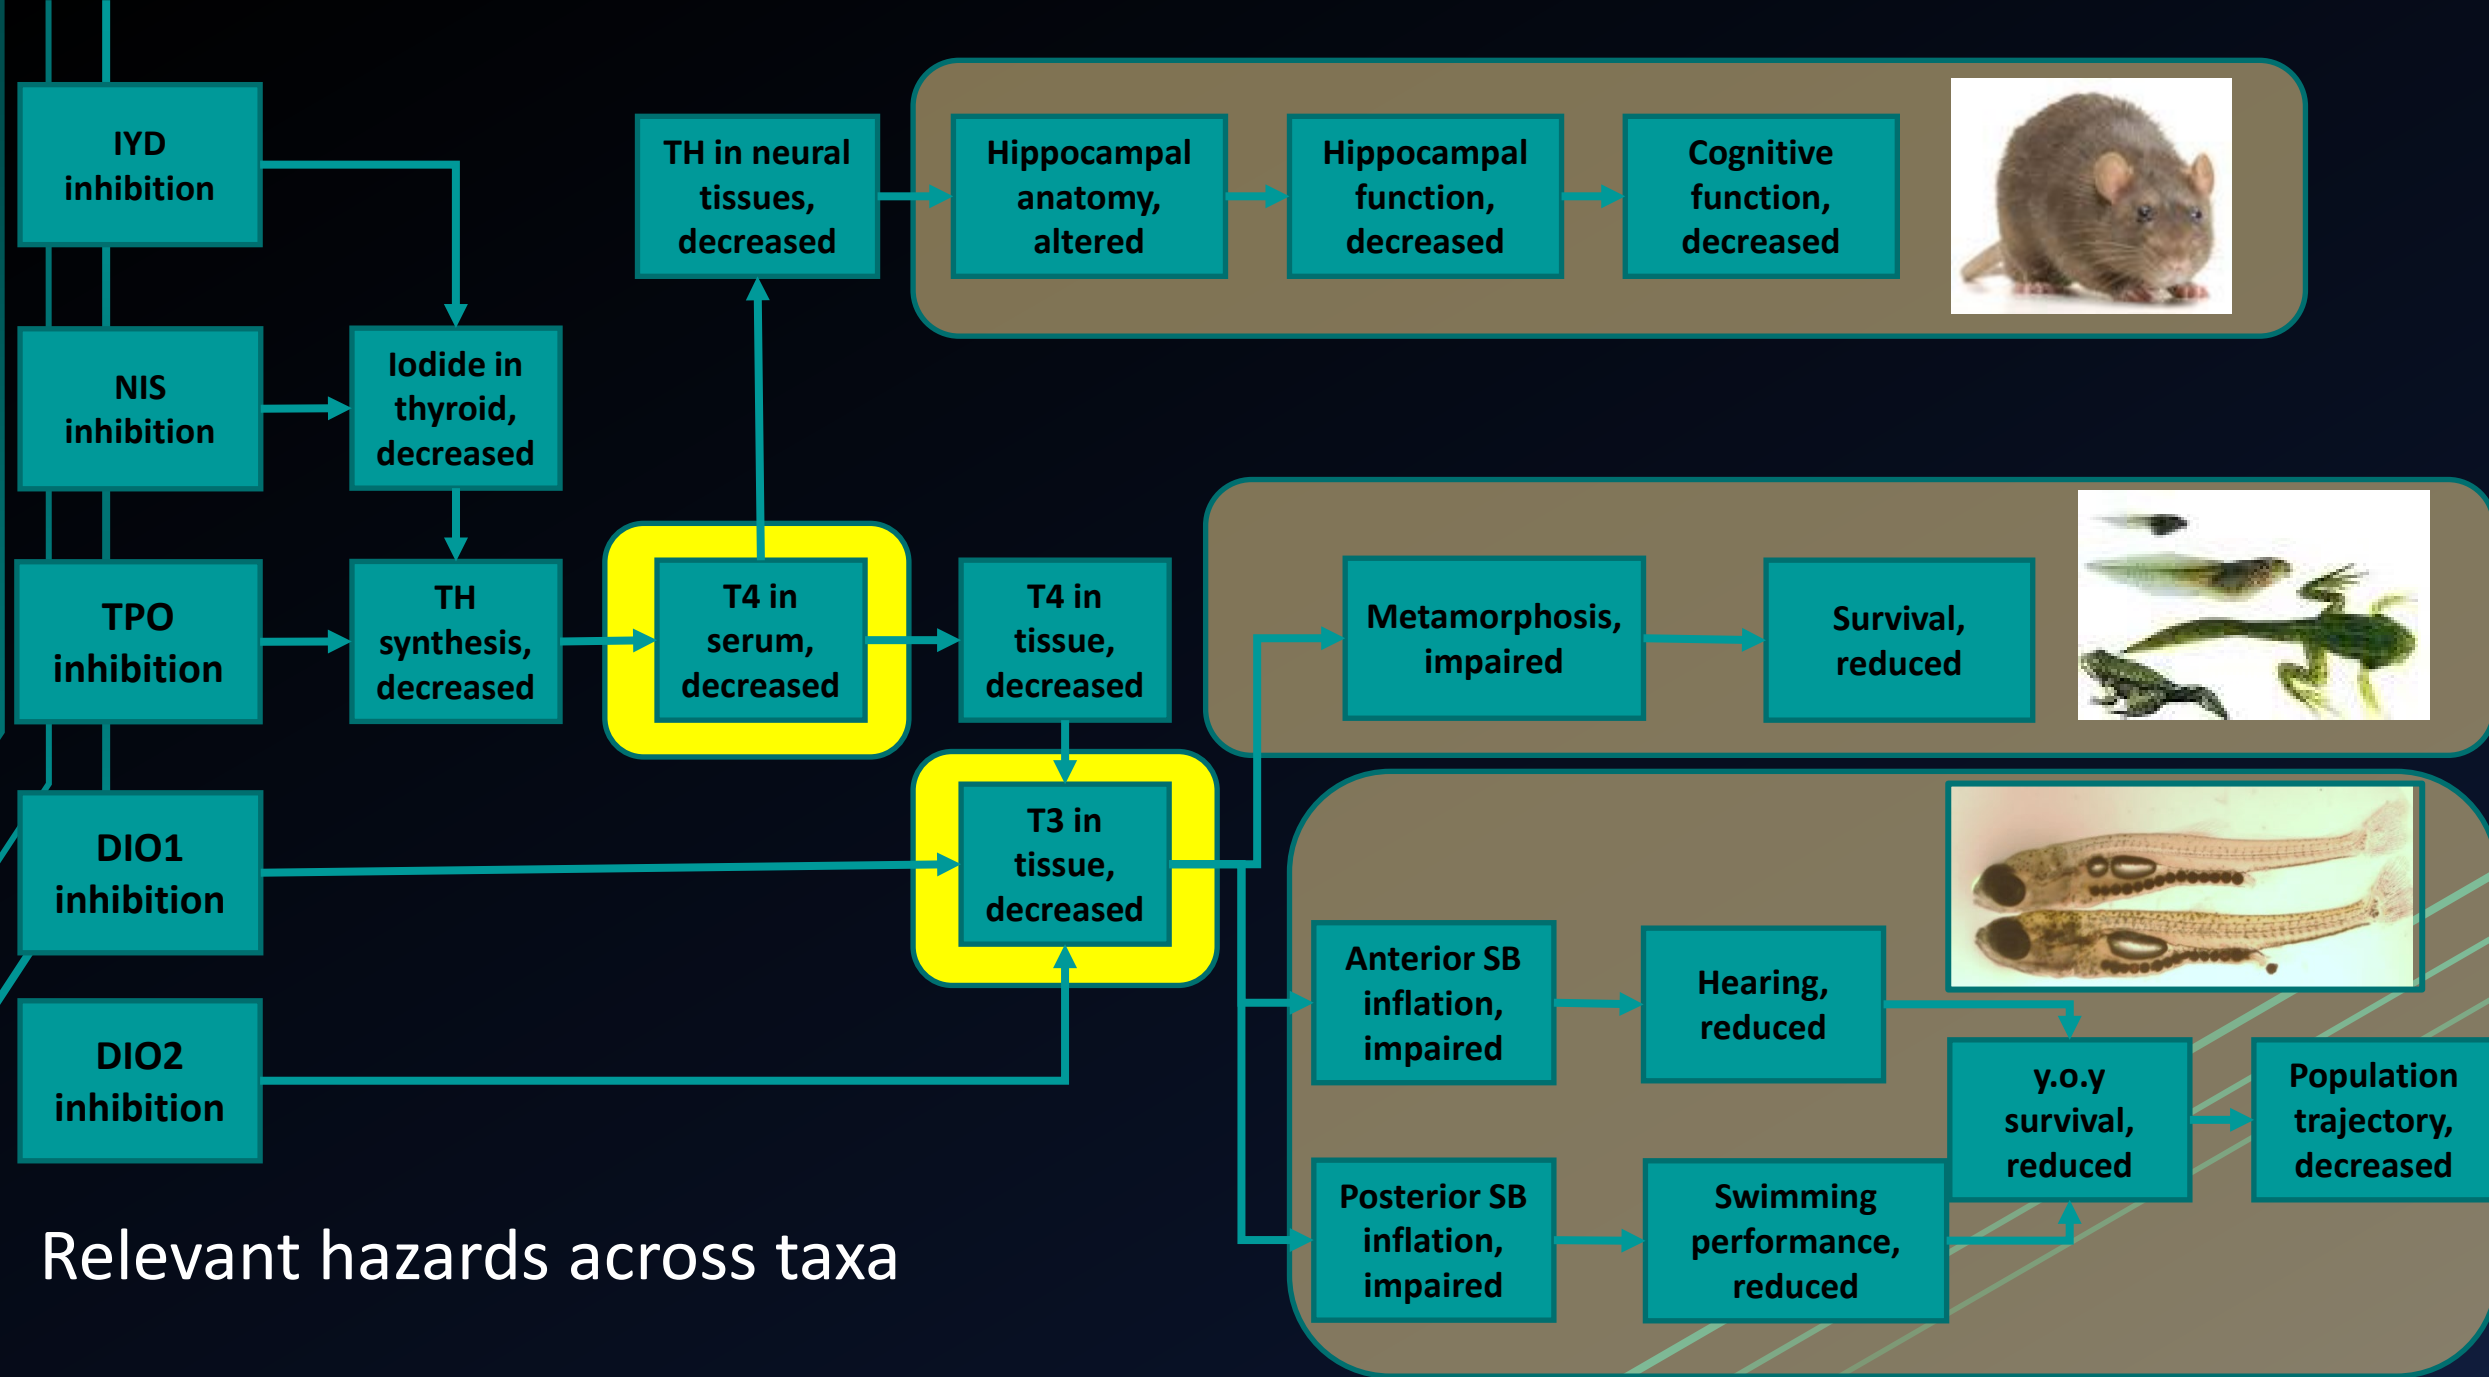 IYD
inhibition
TH in neural
tissues,
decreased
Hippocampal
anatomy,
altered
Hippocampal
function,
decreased
Cognitive
function,
decreased
NIS
inhibition
Iodide in
thyroid,
decreased
TPO
inhibition
TH
synthesis,
decreased
T4 in
serum,
decreased
T4 in
tissue,
decreased
Metamorphosis,
impaired
Survival,
reduced
DIO1
inhibition
T3 in
tissue,
decreased
Anterior SB
inflation,
impaired
Hearing,
reduced
DIO2
inhibition
y.o.y
survival,
reduced
Population
trajectory,
decreased
Posterior SB
inflation,
impaired
Swimming
performance,
reduced
Relevant hazards across taxa